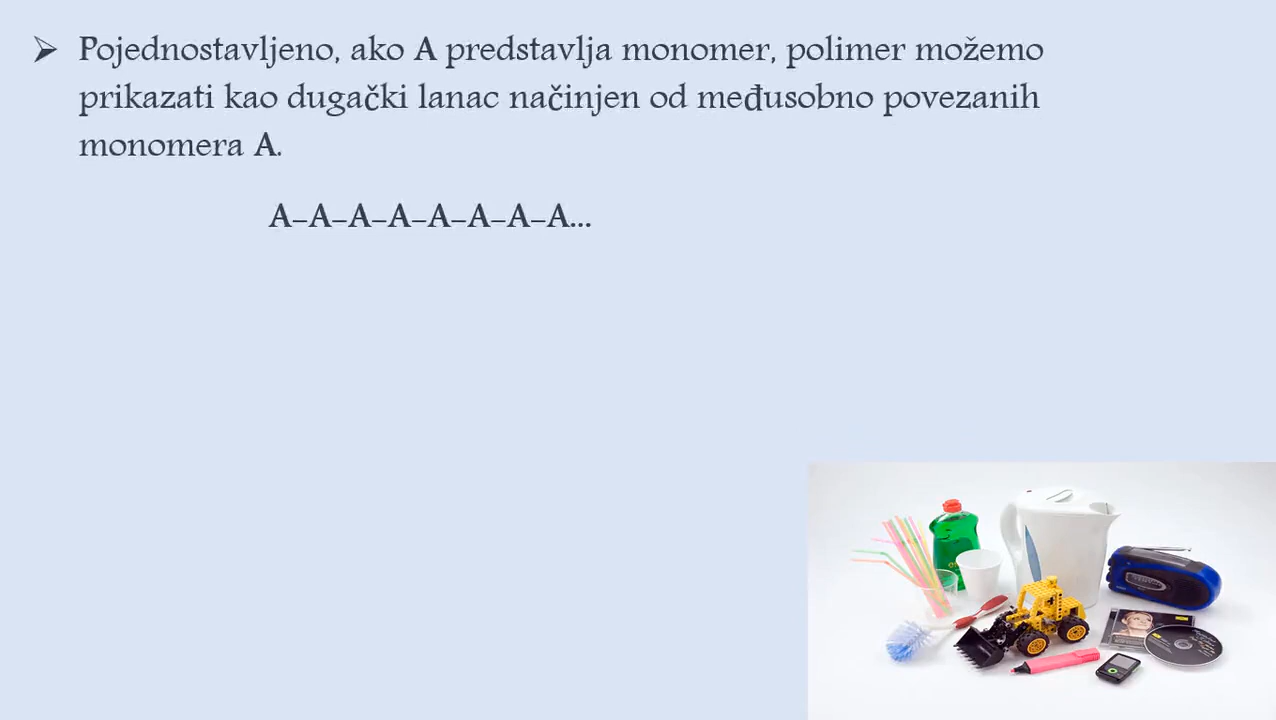 Pojednostavljeno, ako A predstavlja monomer, polimer možemo
prikazati kao dugački lanac načinjen od međusobno povezanih
monomera A.
A–A–A–A–A–A–A–A...